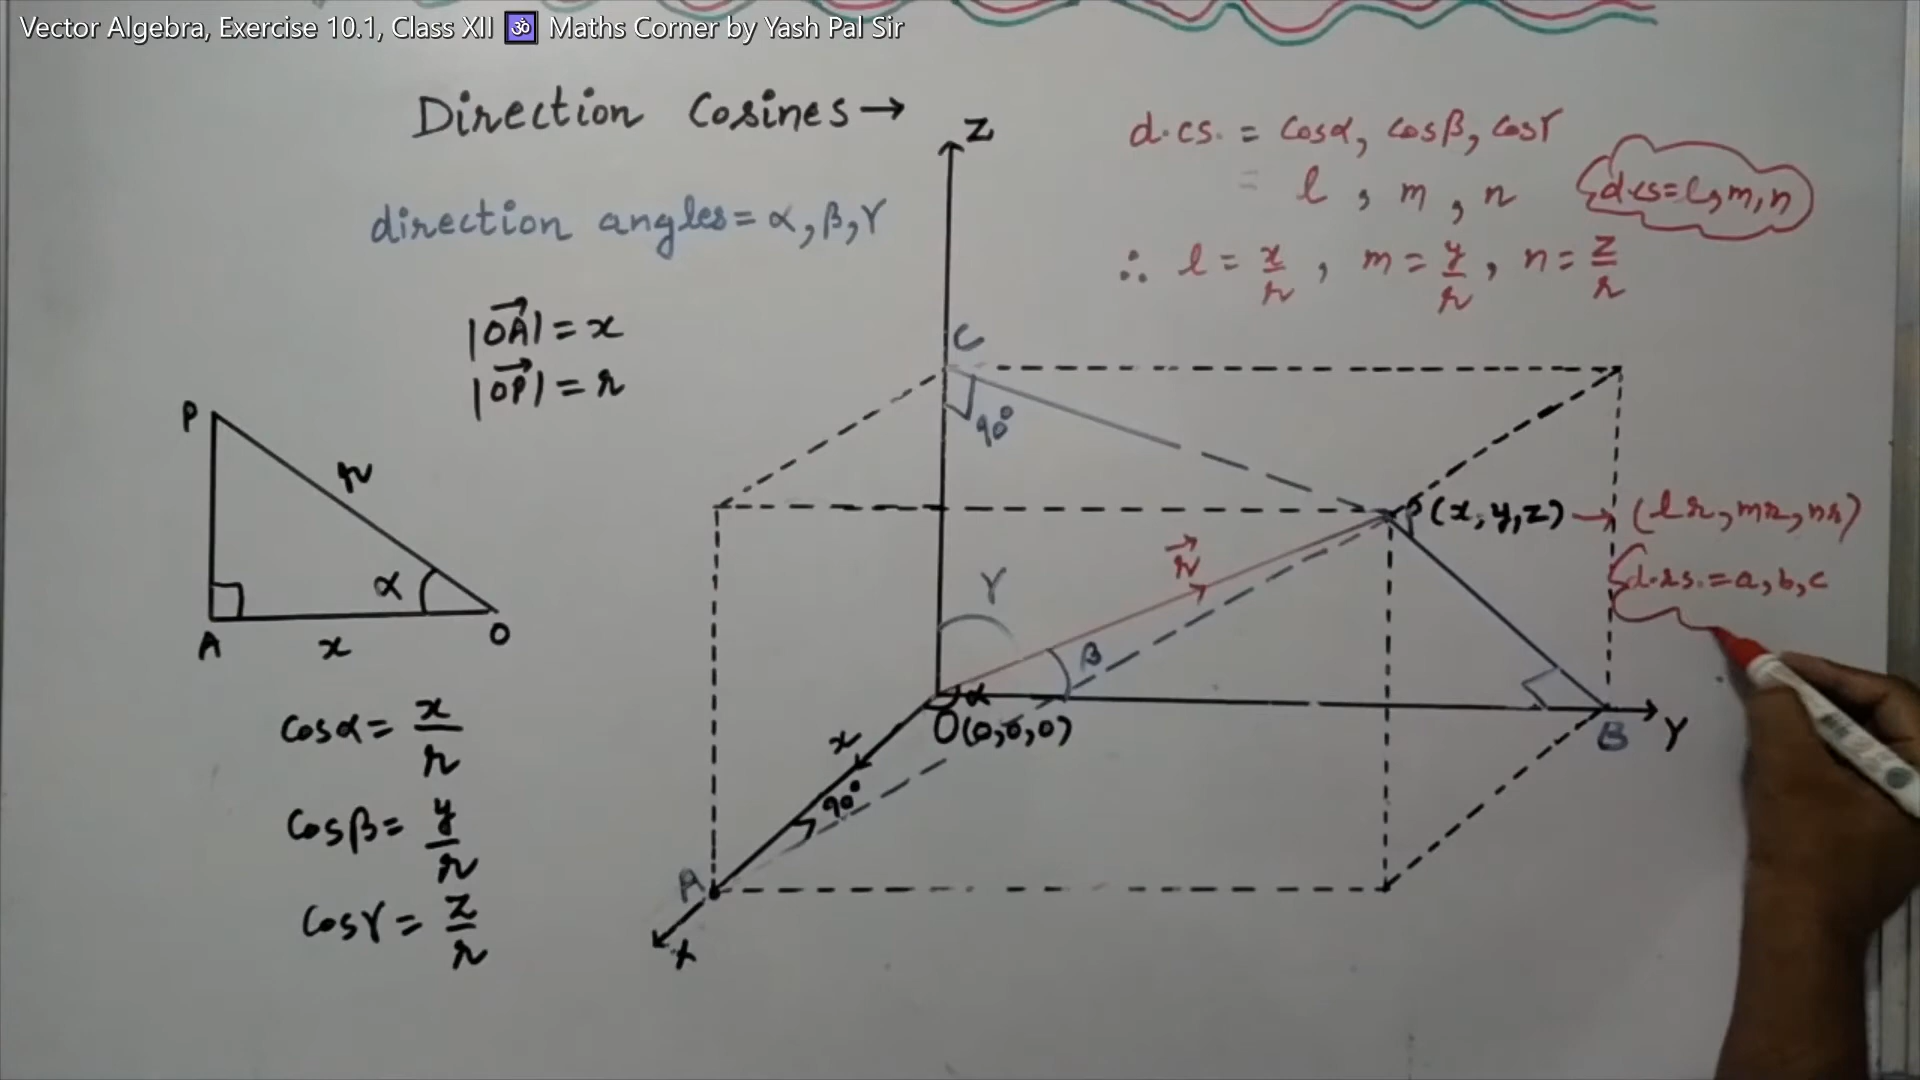 Vector Algebra, Exercise 10.1, Class XII 🕉 Maths Corner by Yash Pal Sir
Direction Cosines→
direction angles = α, β, γ
|OA⃗| = x
|OP⃗| = r
P
r
α
A
x
O
cosα = x/r
cosβ = y/r
cosγ = z/r
d.cs. = cosα, cosβ, cosγ
= l , m , n
d.cs = l, m, n
∴ l = x/r , m = y/r , n = z/r
Z
C
90°
P(x, y, z) → (lr, mr, nr)
d.rs. = a, b, c
r⃗
γ
β
α
O(0,0,0)
x
90°
B
Y
A
X